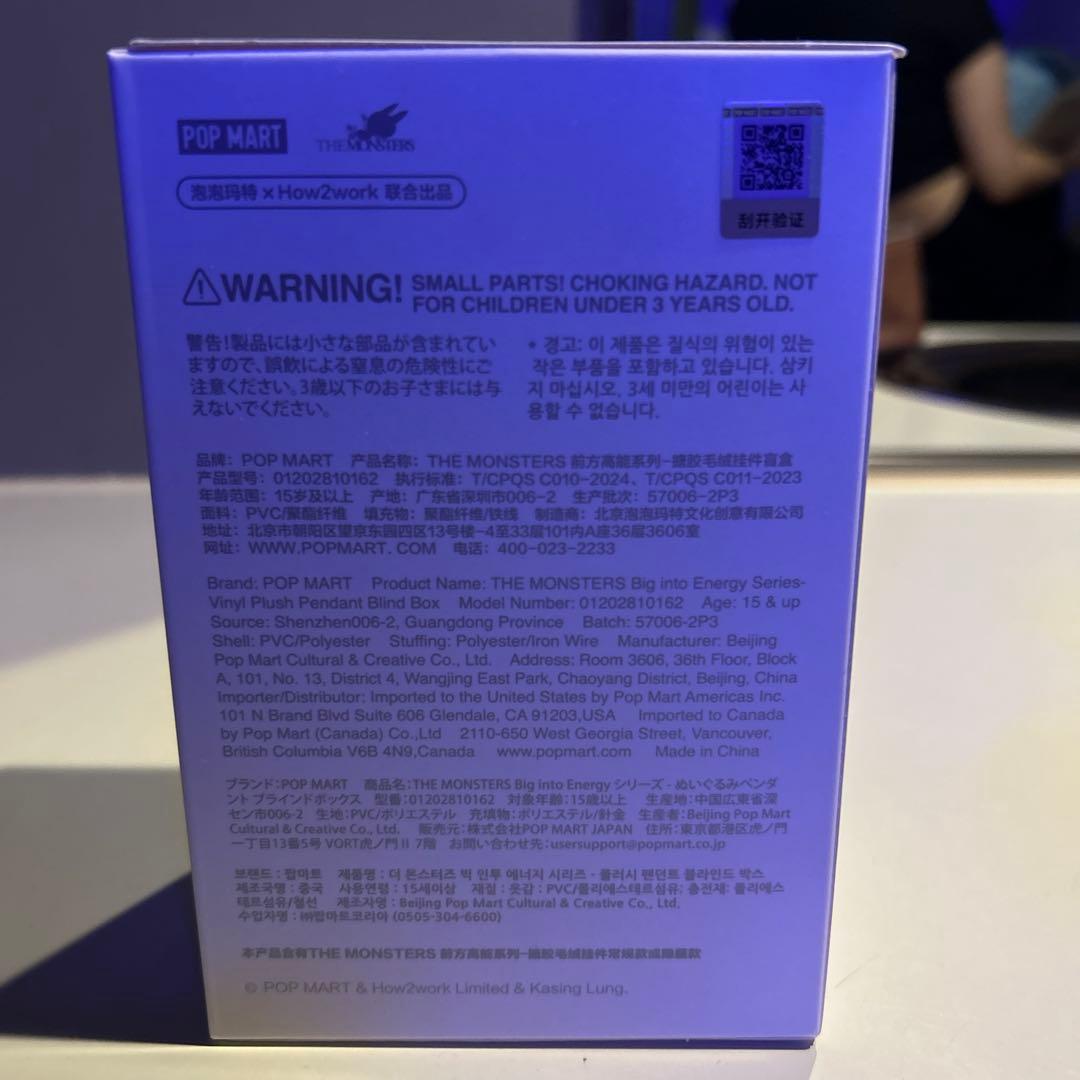 POP MART
THE MONSTERS
泡泡玛特 × How2work 联合出品
刮开验证
WARNING! SMALL PARTS! CHOKING HAZARD. NOT
FOR CHILDREN UNDER 3 YEARS OLD.
警告!製品には小さな部品が含まれてい
ますので、誤飲による窒息の危険性にご
注意ください。3歳以下のお子さまには与
えないでください。
* 경고: 이 제품은 질식의 위험이 있는
작은 부품을 포함하고 있습니다. 삼키
지 마십시오. 3세 미만의 어린이는 사
용할 수 없습니다.
品牌: POP MART 产品名称: THE MONSTERS 前方高能系列-搪胶毛绒挂件盲盒
产品型号: 01202810162 执行标准: T/CPQS C010-2024、T/CPQS C011-2023
年龄范围: 15岁及以上 产地: 广东省深圳市006-2 生产批次: 57006-2P3
面料: PVC/聚酯纤维 填充物: 聚酯纤维/铁线 制造商: 北京泡泡玛特文化创意有限公司
地址: 北京市朝阳区望京东园四区13号楼-4至33层101内A座36层3606室
网址: WWW.POPMART.COM 电话: 400-023-2233
Brand: POP MART Product Name: THE MONSTERS Big into Energy Series-
Vinyl Plush Pendant Blind Box Model Number: 01202810162 Age: 15 & up
Source: Shenzhen006-2, Guangdong Province Batch: 57006-2P3
Shell: PVC/Polyester Stuffing: Polyester/Iron Wire Manufacturer: Beijing
Pop Mart Cultural & Creative Co., Ltd. Address: Room 3606, 36th Floor, Block
A, 101, No. 13, District 4, Wangjing East Park, Chaoyang District, Beijing, China
Importer/Distributor: Imported to the United States by Pop Mart Americas Inc.
101 N Brand Blvd Suite 606 Glendale, CA 91203,USA Imported to Canada
by Pop Mart (Canada) Co.,Ltd 2110-650 West Georgia Street, Vancouver,
British Columbia V6B 4N9,Canada www.popmart.com Made in China
ブランド:POP MART 商品名:THE MONSTERS Big into Energy シリーズ - ぬいぐるみペンダ
ント ブラインドボックス 型番:01202810162 対象年齢:15歳以上 生産地:中国広東省深
セン市006-2 生地:PVC/ポリエステル 充填物:ポリエステル/針金 生産者:Beijing Pop Mart
Cultural & Creative Co., Ltd. 販売元:株式会社POP MART JAPAN 住所:東京都港区虎ノ門
一丁目13番5号 VORT虎ノ門Ⅱ 7階 お問い合わせ先:usersupport@popmart.co.jp
브랜드 : 팝마트 제품명 : 더 몬스터즈 빅 인투 에너지 시리즈 - 플러시 펜던트 블라인드 박스
제조국명 : 중국 사용연령 : 15세이상 재질 : 옷감 : PVC/폴리에스테르섬유; 충전재: 폴리에스
테르섬유/철선 제조자명 : Beijing Pop Mart Cultural & Creative Co., Ltd.
수입자명 : ㈜팝마트코리아 (0505-304-6600)
本产品含有THE MONSTERS 前方高能系列-搪胶毛绒挂件常规款或隐藏款
© POP MART & How2work Limited & Kasing Lung.